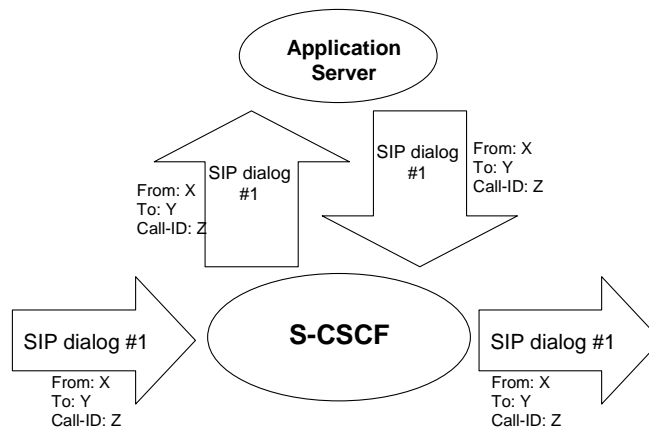 Application
Server
SIP dialog
#1
From: X
To: Y
Call-ID: Z
SIP dialog
#1
From: X
To: Y
Call-ID: Z
S-CSCF
SIP dialog #1
From: X
To: Y
Call-ID: Z
SIP dialog #1
From: X
To: Y
Call-ID: Z